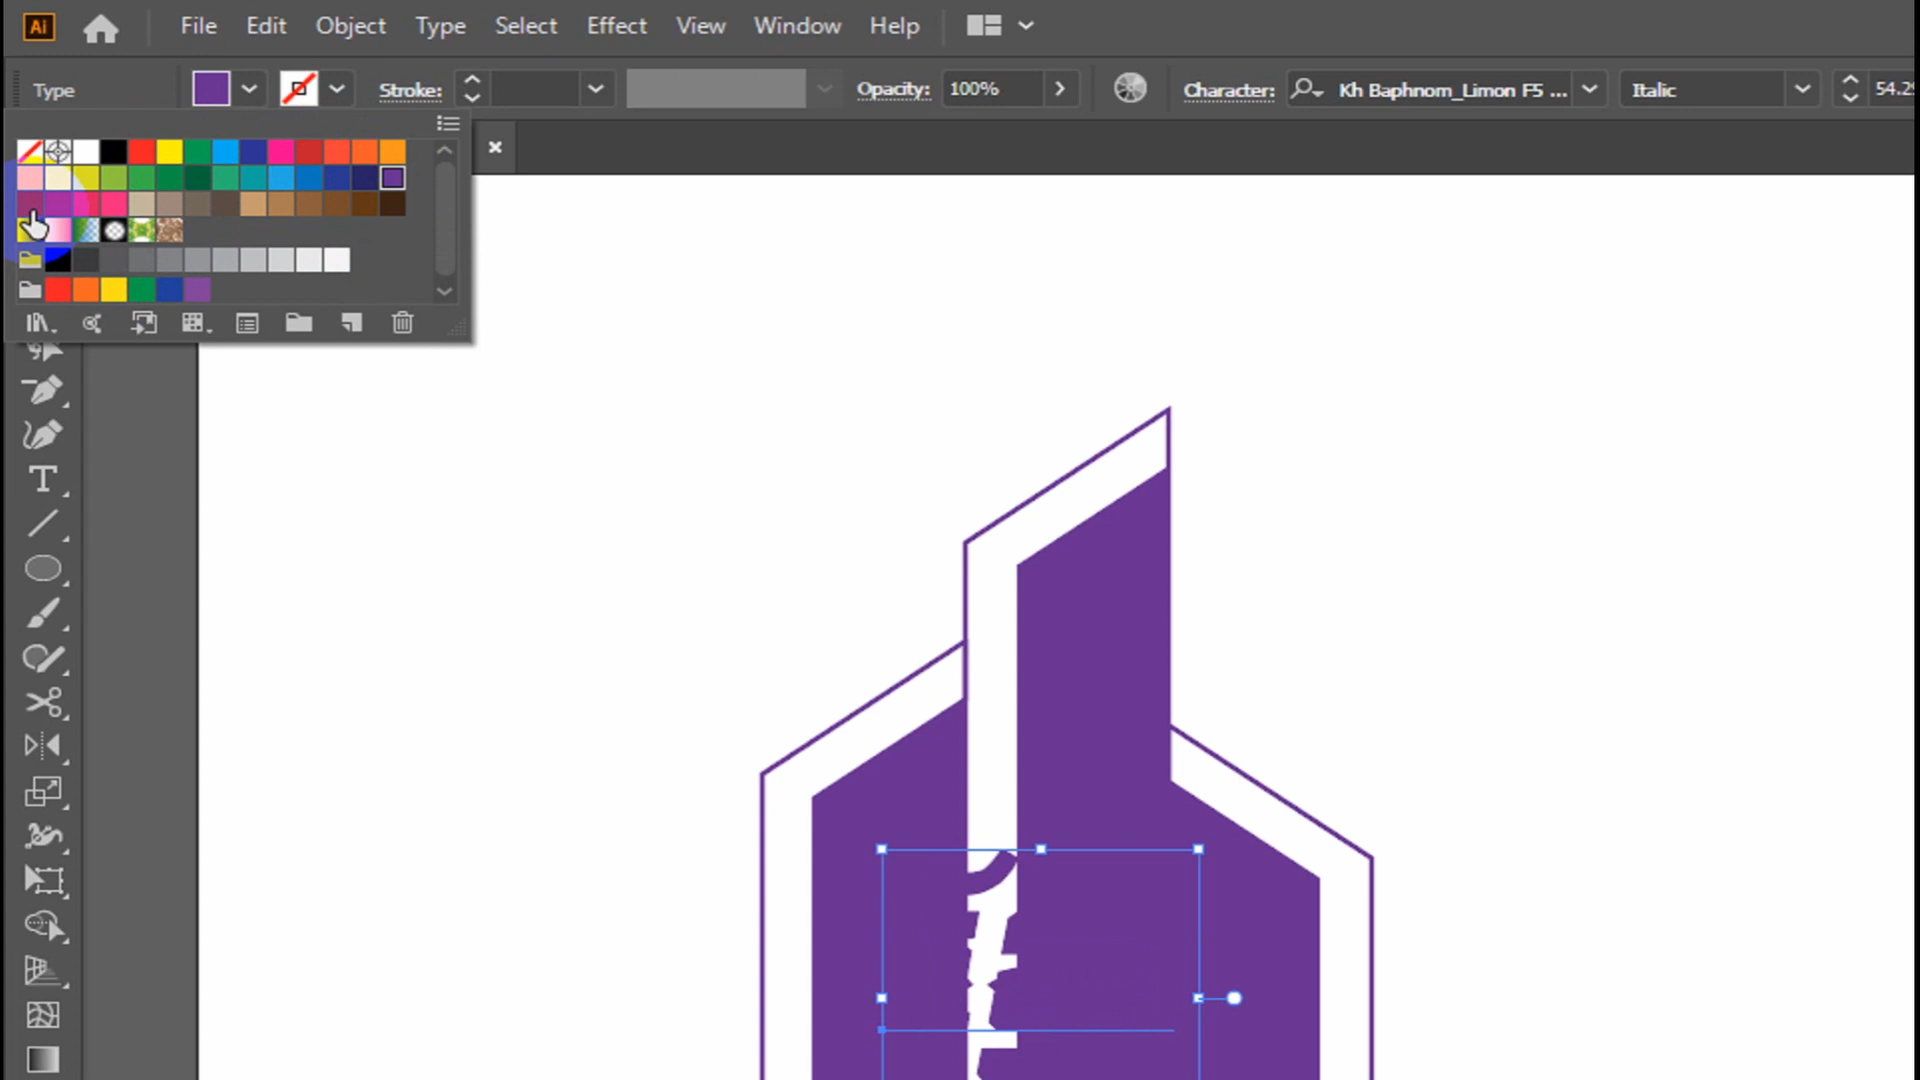 Ai File Edit Object Type Select Effect View Window Help
Type Stroke: Opacity: 100% Character: Kh Baphnom_Limon F5 ... Italic 54.2